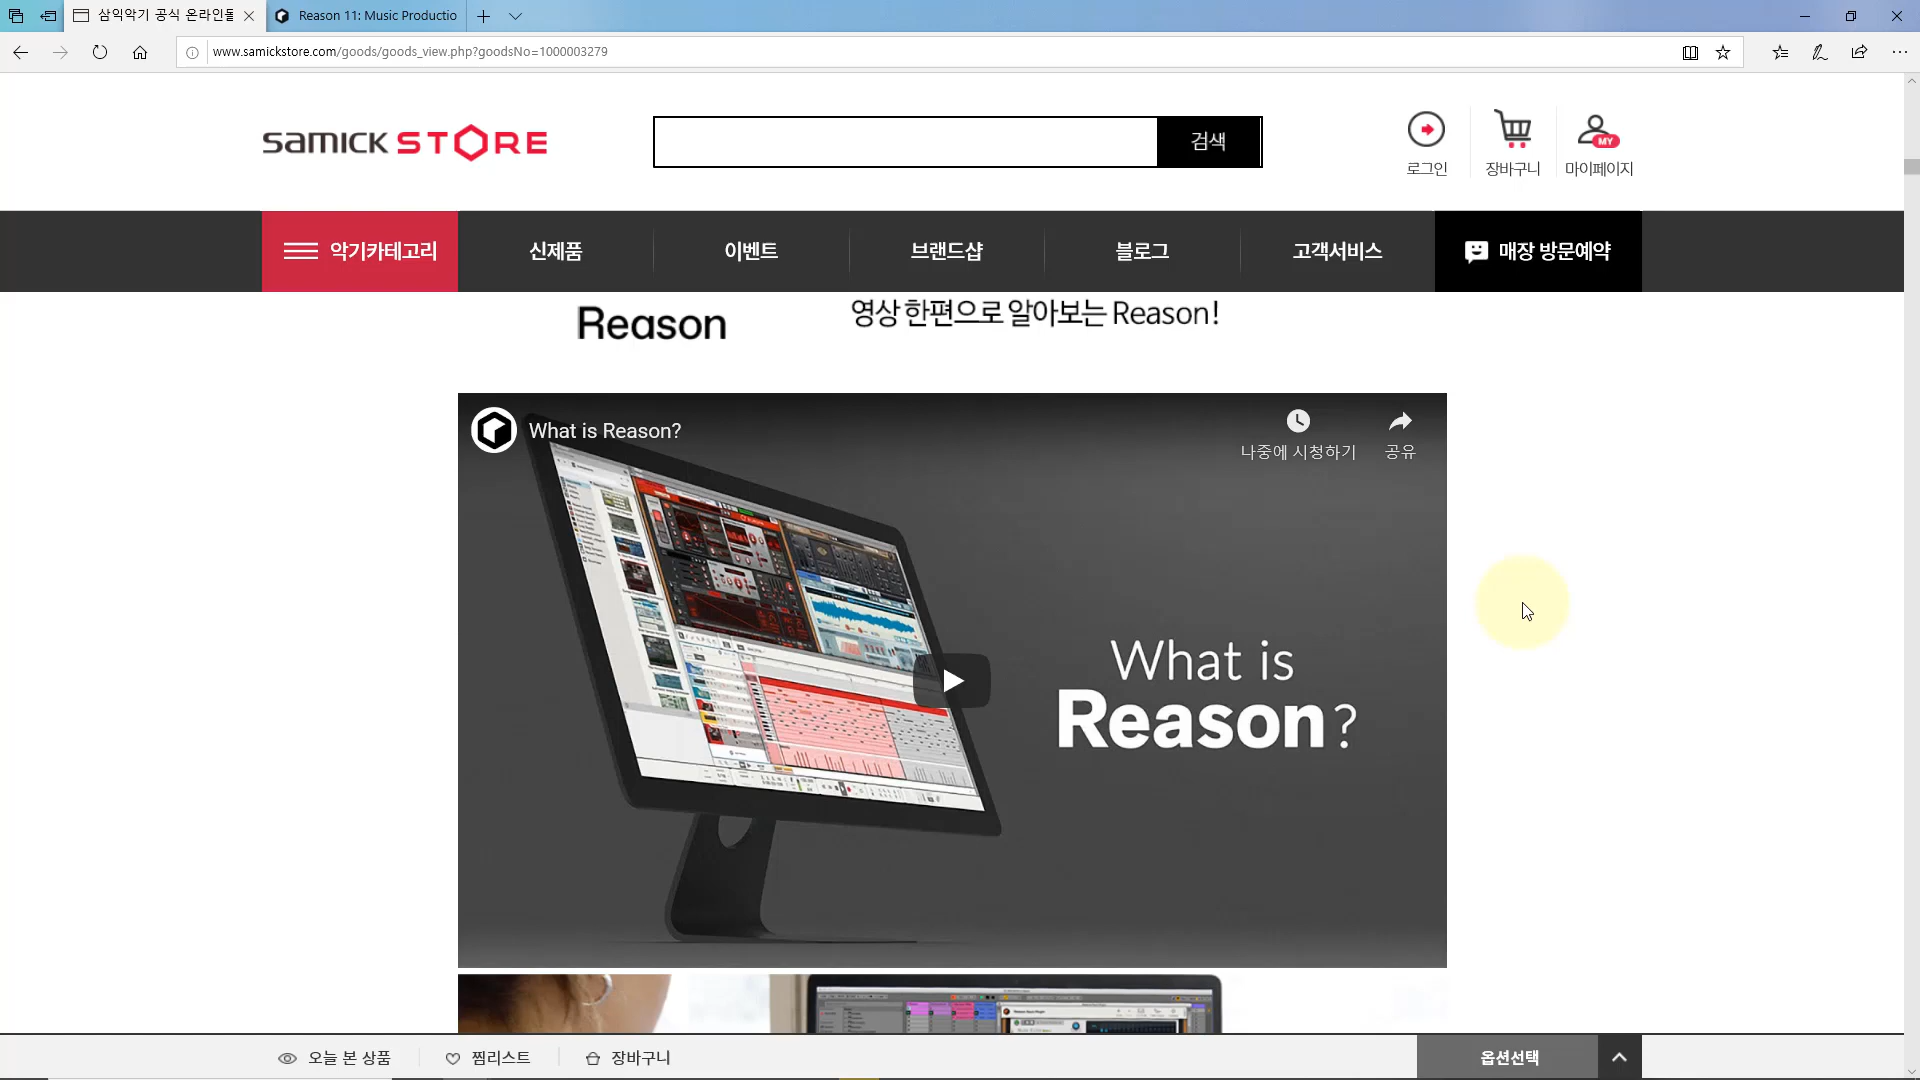 삼익악기 공식 온라인몰
Reason 11: Music Productio
www.samickstore.com/goods/goods_view.php?goodsNo=1000003279
SAMICK STORE
검색
로그인
장바구니
MY
마이페이지
악기카테고리
신제품
이벤트
브랜드샵
블로그
고객서비스
매장 방문예약
Reason
영상 한편으로 알아보는 Reason!
What is Reason?
나중에 시청하기
공유
What is
Reason?
오늘 본 상품
찜리스트
장바구니
옵션선택